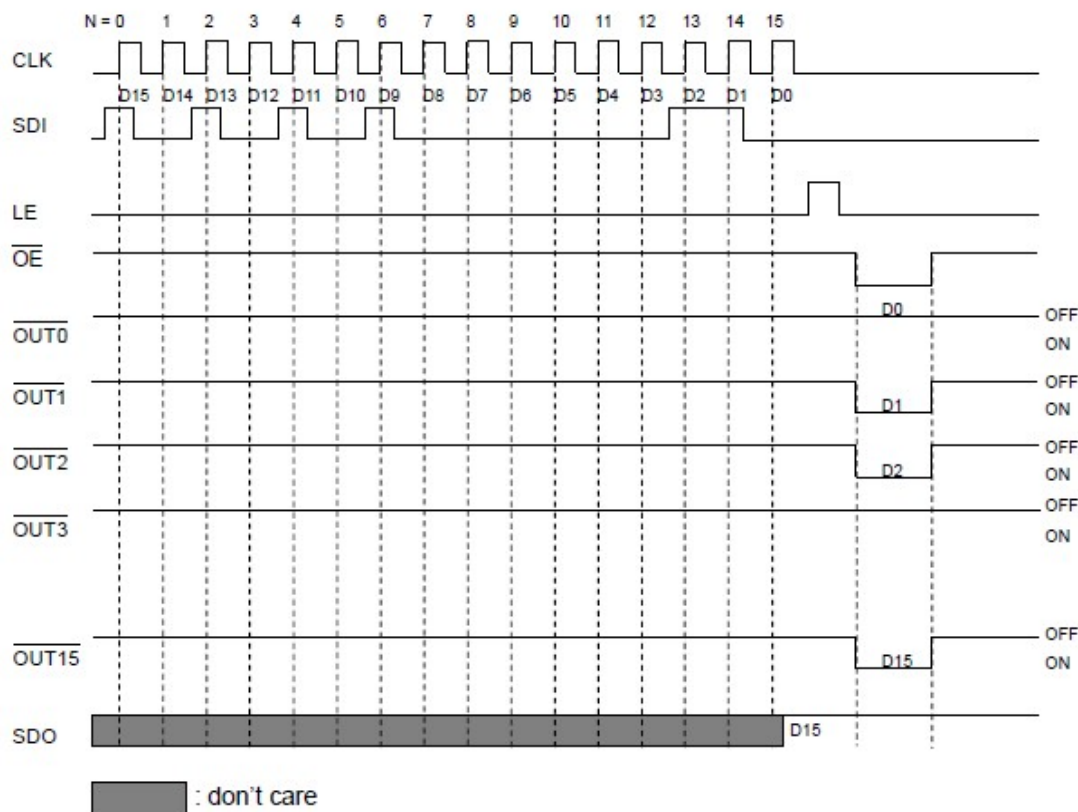 N = 0 1 2 3 4 5 6 7 8 9 10 11 12 13 14 15
CLK
D15 D14 D13 D12 D11 D10 D9 D8 D7 D6 D5 D4 D3 D2 D1 D0
SDI
LE
OE
D0
OFF
OUT0
ON
OFF
OUT1
D1
ON
OFF
OUT2
D2
ON
OFF
OUT3
ON
OFF
OUT15
D15
ON
SDO
D15
: don't care